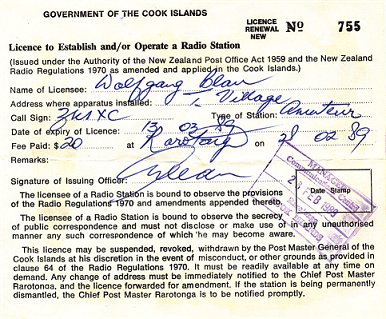 GOVERNMENT OF THE COOK ISLANDS
LICENCE
RENEWAL
NEW
Nº 755
Licence to Establish and/or Operate a Radio Station
(Issued under the Authority of the New Zealand Post Office Act 1959 and the New Zealand
Radio Regulations 1970 as amended and applied in the Cook Islands.)
Name of Licensee: Wolfgang Blau
Address where apparatus installed: Village
Call Sign: ZK1XC Type of Station: Amateur
Date of expiry of Licence: 13 03 89
Fee Paid: $20 at Rarotonga on 28 02 89
Remarks:
Signature of Issuing Officer:
Date Stamp
The licensee of a Radio Station is bound to observe the provisions
of the Radio Regulations 1970 and amendments appended thereto.
The licensee of a Radio Station is bound to observe the secrecy
of public correspondence and must not disclose or make use of in any unauthorised
manner any such correspondence of which he may become aware.
This licence may be suspended, revoked, withdrawn by the Post Master General of the
Cook Islands at his discretion in the event of misconduct, or other grounds as provided in
clause 64 of the Radio Regulations 1970. It must be readily available at any time on
demand. Any change of address must be immediately notified to the Chief Post Master
Rarotonga, and the licence forwarded for amendment. If the station is being permanently
dismantled, the Chief Post Master Rarotonga is to be notified promptly.